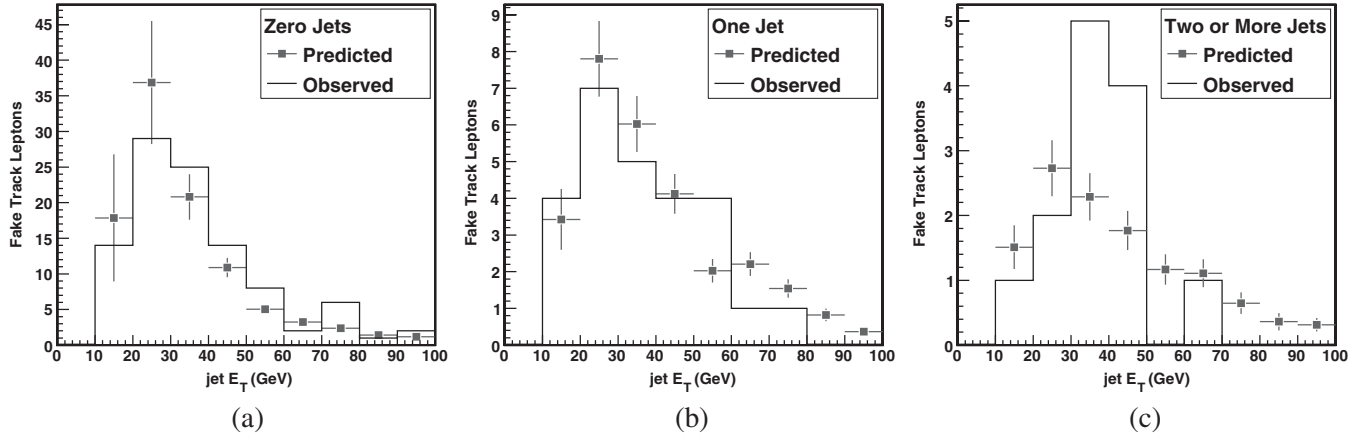 Zero Jets
Predicted
Observed
45
40
35
30
25
20
15
10
5
0
Fake Track Leptons
0 10 20 30 40 50 60 70 80 90 100
jet E_T (GeV)
(a)
One Jet
Predicted
Observed
9
8
7
6
5
4
3
2
1
0
Fake Track Leptons
0 10 20 30 40 50 60 70 80 90 100
jet E_T (GeV)
(b)
Two or More Jets
Predicted
Observed
5
4
3
2
1
0
Fake Track Leptons
0 10 20 30 40 50 60 70 80 90 100
jet E_T (GeV)
(c)